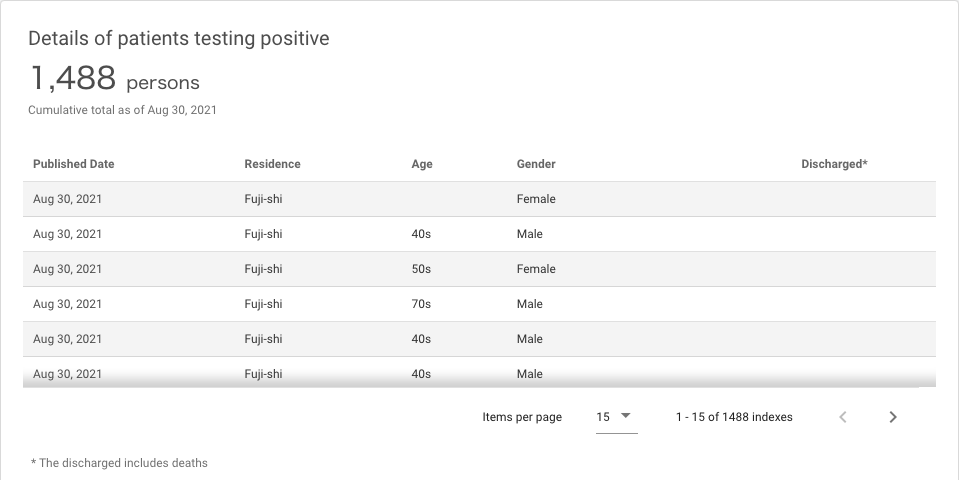 Details of patients testing positive
1,488 persons
Cumulative total as of Aug 30, 2021
Published Date Residence Age Gender Discharged*
Aug 30, 2021 Fuji-shi Female
Aug 30, 2021 Fuji-shi 40s Male
Aug 30, 2021 Fuji-shi 50s Female
Aug 30, 2021 Fuji-shi 70s Male
Aug 30, 2021 Fuji-shi 40s Male
Aug 30, 2021 Fuji-shi 40s Male
Items per page 15 1 - 15 of 1488 indexes
* The discharged includes deaths